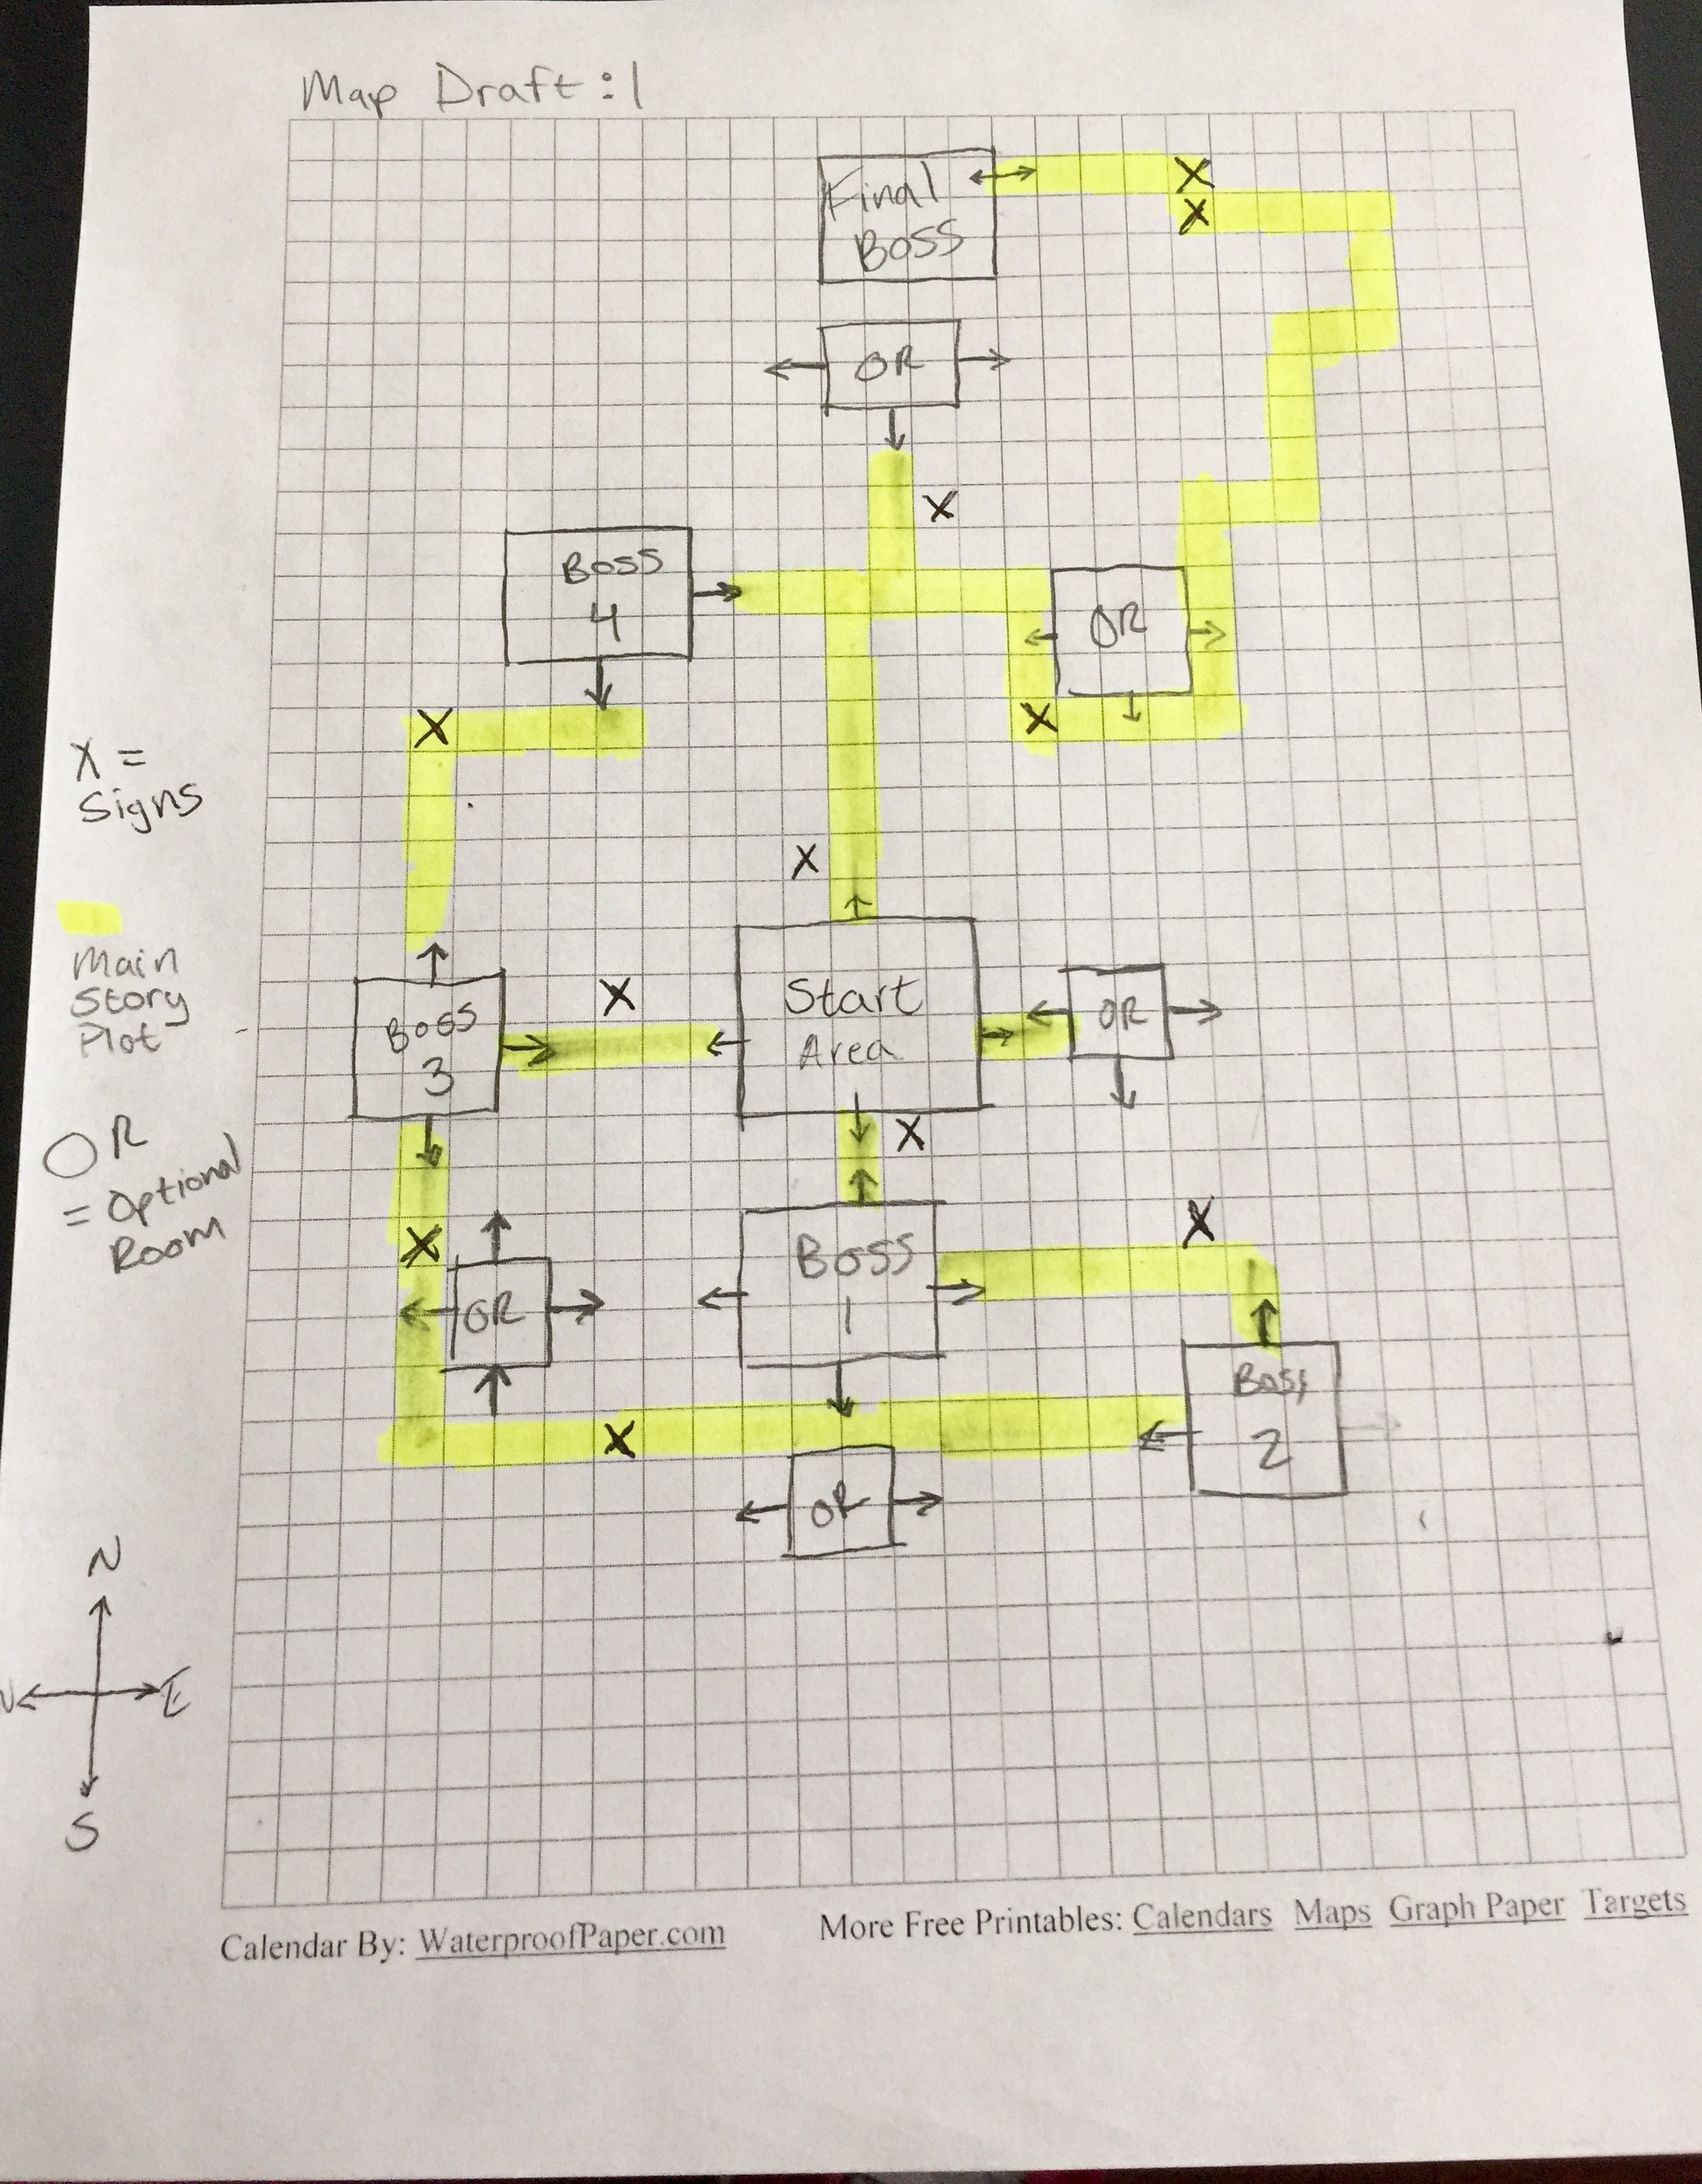 Map Draft : 1
Final
Boss
X
X
OR
X
Boss
4
OR
X
X
X =
Signs
X
Main
Story
Plot
X
Start
Area
OR
Boss
3
X
OR
= Optional
Room
X
X
Boss
1
OR
Boss
2
X
OR
N
E
S
Calendar By: WaterproofPaper.com
More Free Printables: Calendars Maps Graph Paper Targets